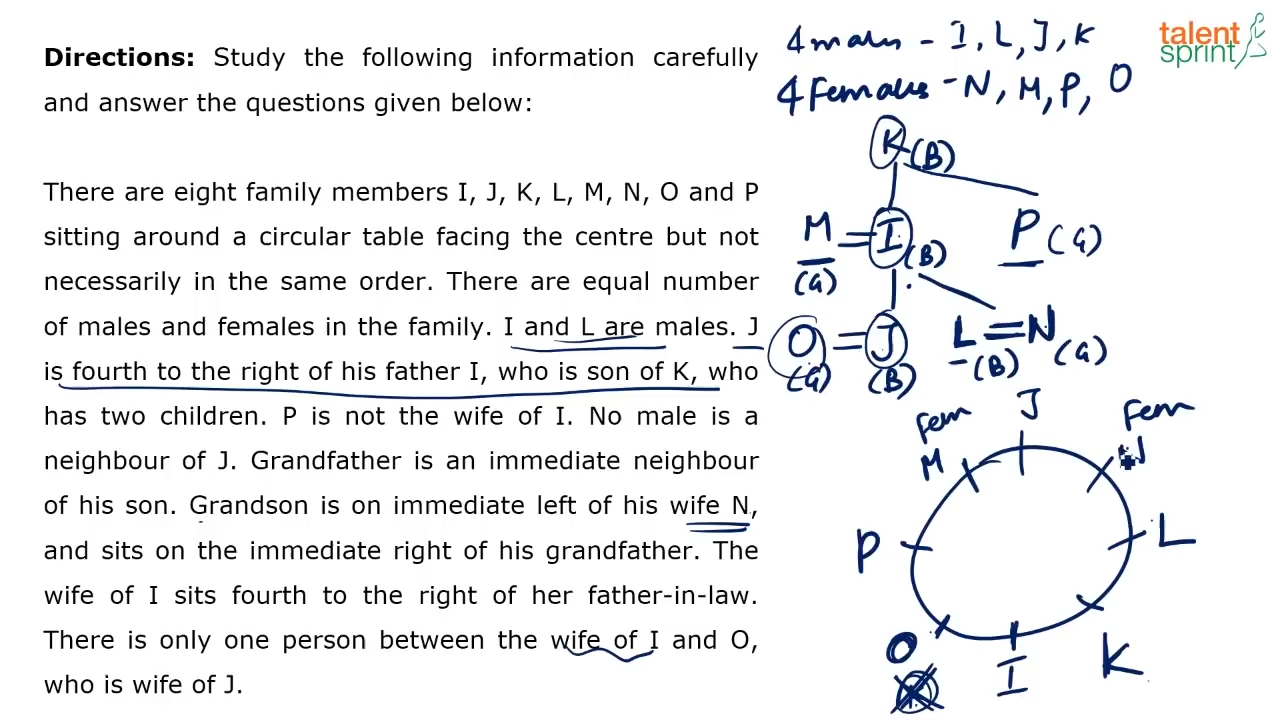 Directions: Study the following information carefully
and answer the questions given below:
There are eight family members I, J, K, L, M, N, O and P
sitting around a circular table facing the centre but not
necessarily in the same order. There are equal number
of males and females in the family. I and L are males. J
is fourth to the right of his father I, who is son of K, who
has two children. P is not the wife of I. No male is a
neighbour of J. Grandfather is an immediate neighbour
of his son. Grandson is on immediate left of his wife N,
and sits on the immediate right of his grandfather. The
wife of I sits fourth to the right of her father-in-law.
There is only one person between the wife of I and O,
who is wife of J.
talent
sprint
4 males - I, L, J, K
4 Females - N, M, P, O
K (B)
M = I (B) P (G)
(G)
O = J L = N (G)
(G) (B) (B)
Fem J Fem
M N
P L
O I K